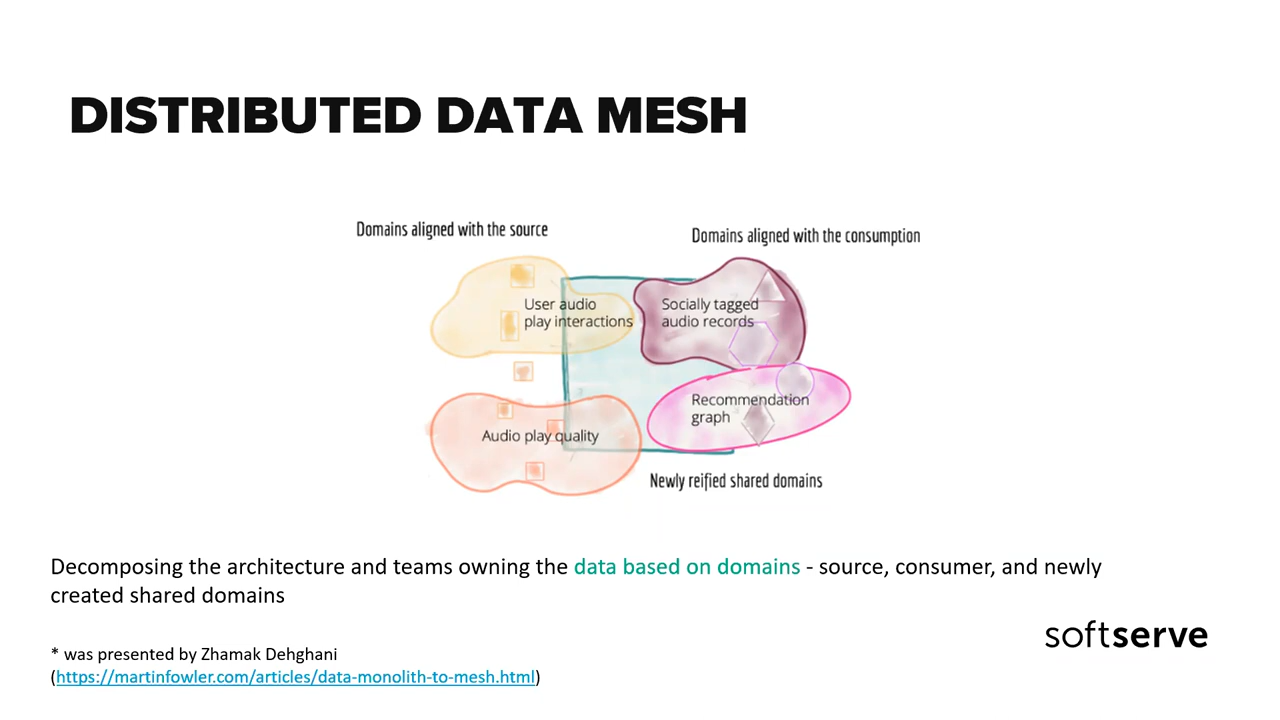 DISTRIBUTED DATA MESH
Domains aligned with the source
Domains aligned with the consumption
User audio
play interactions
Socially tagged
audio records
Recommendation
graph
Audio play quality
Newly reified shared domains
Decomposing the architecture and teams owning the data based on domains - source, consumer, and newly
created shared domains
softserve
* was presented by Zhamak Dehghani
(https://martinfowler.com/articles/data-monolith-to-mesh.html)